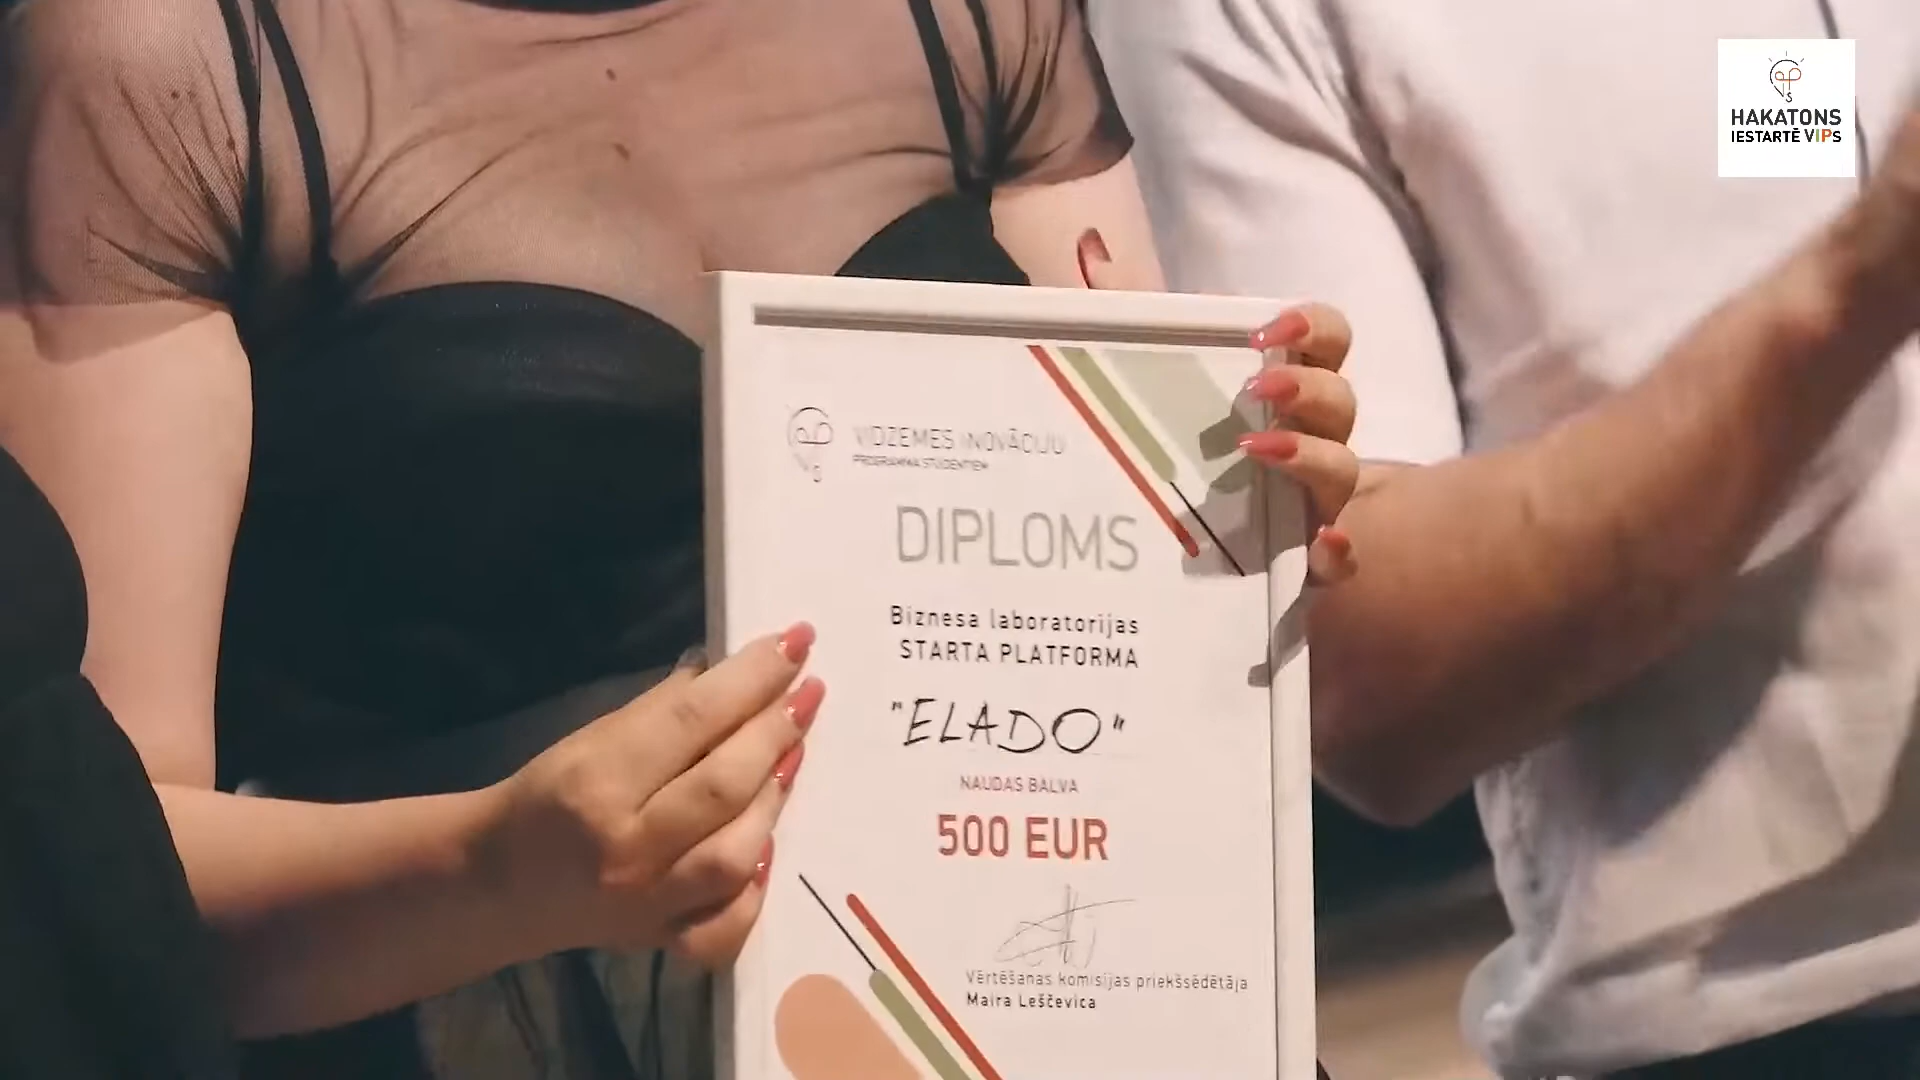 HAKATONS
IESTARTĒ VIPs
VIDZEMES INOVĀCIJU
PROGRAMMA STUDENTIEM
DIPLOMS
Biznesa laboratorijas
STARTA PLATFORMA
"ELADO"
NAUDAS BALVA
500 EUR
Vērtēšanas komisijas priekšsēdētāja
Maira Leščevica